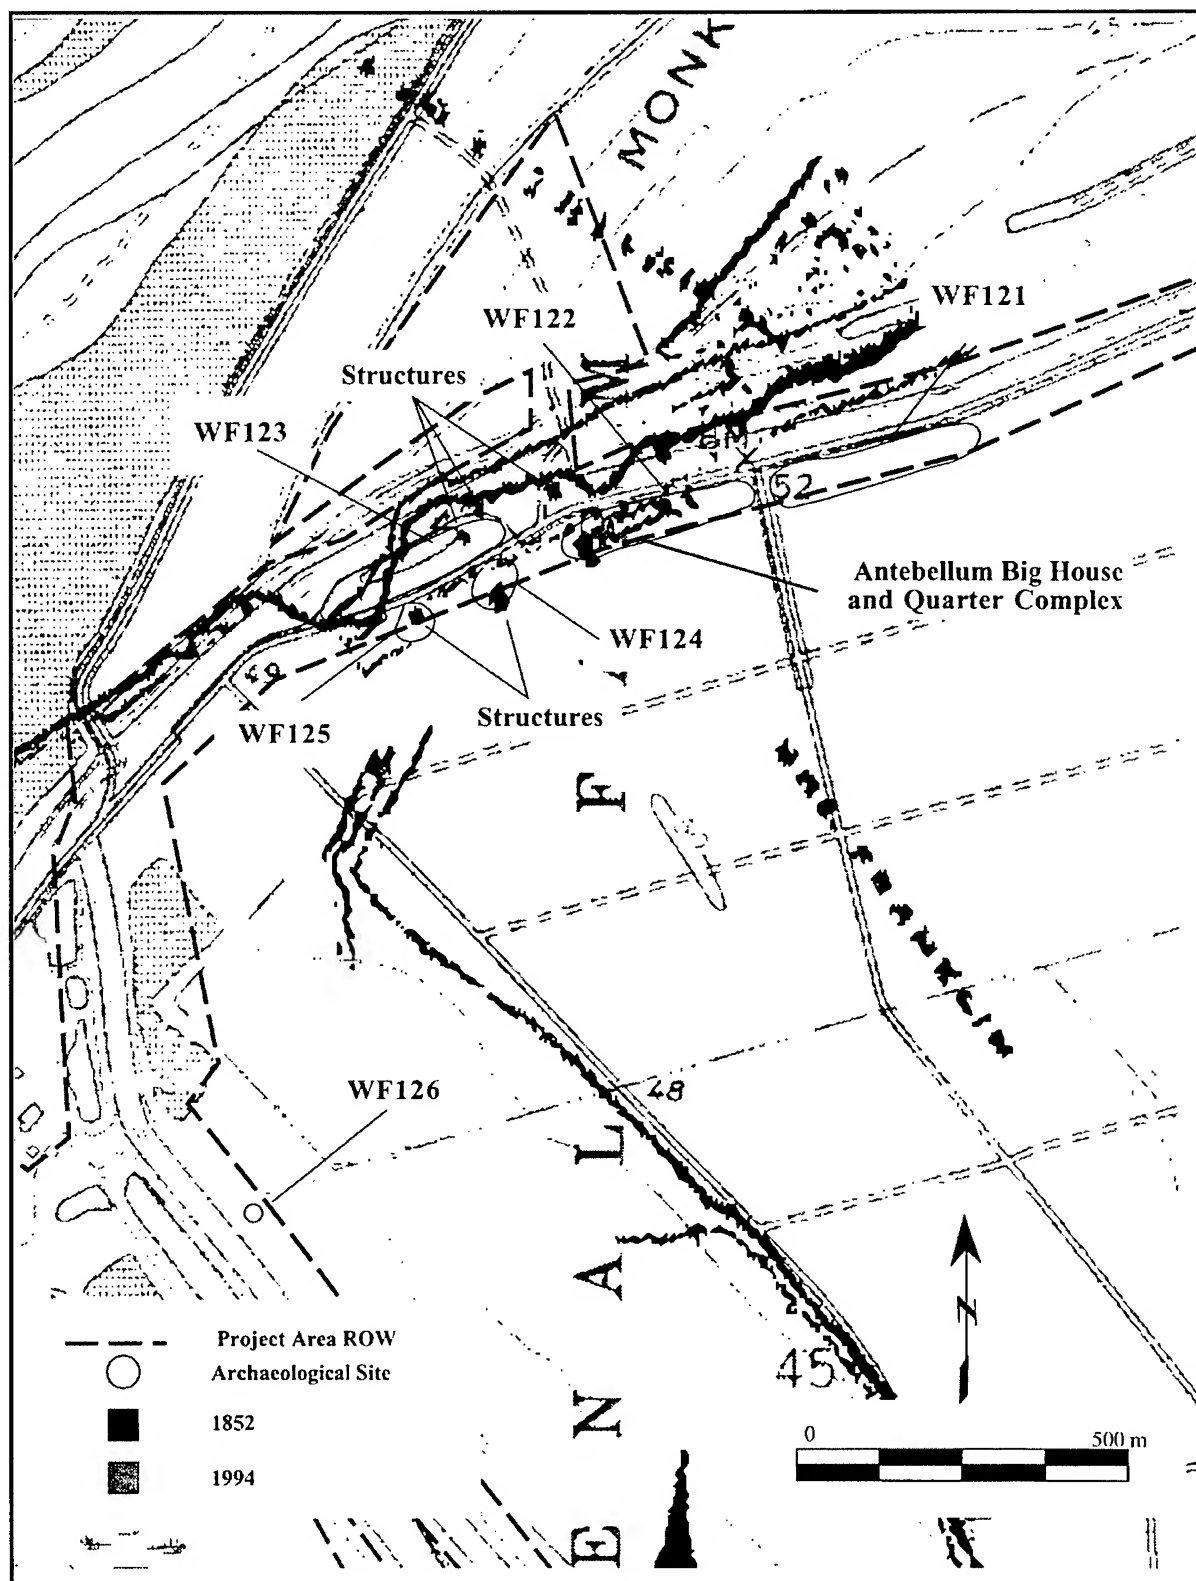 MONK
WF121
WF122
Structures
M
WF123
52
Antebellum Big House
and Quarter Complex
WF124
Structures
WF125
F
48
WF126
L
A
N
E
45
N
Project Area ROW
Archaeological Site
1852
1994
0
500 m